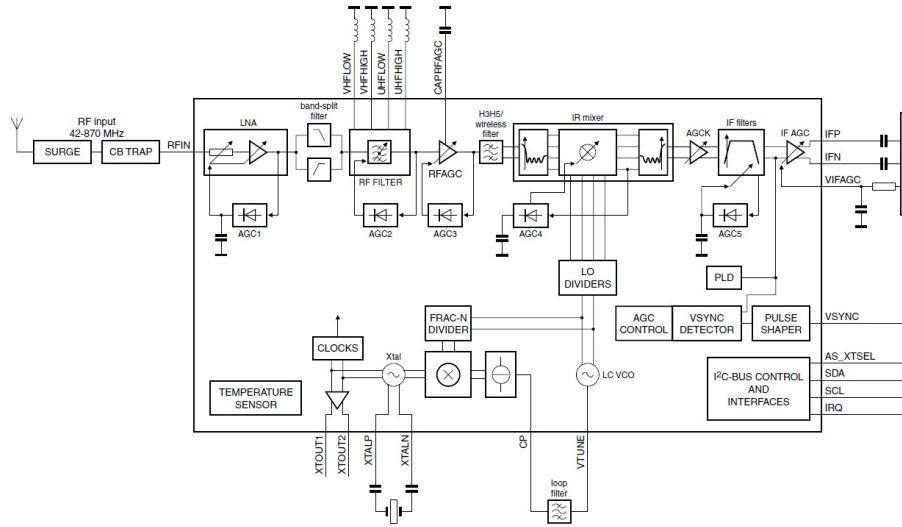 VHFLOW
VHFHIGH
UHFLOW
UHFHIGH
CAPRFAGC
RF input
42-870 MHz
SURGE
CB TRAP
RFIN
LNA
band-split
filter
RF FILTER
RFAGC
H3H5/
wireless
filter
IR mixer
AGCK
IF filters
IF AGC
IFP
IFN
VIFAGC
AGC1
AGC2
AGC3
AGC4
AGC5
LO
DIVIDERS
PLD
FRAC-N
DIVIDER
AGC
CONTROL
VSYNC
DETECTOR
PULSE
SHAPER
VSYNC
CLOCKS
Xtal
LC VCO
TEMPERATURE
SENSOR
I²C-BUS CONTROL
AND
INTERFACES
AS_XTSEL
SDA
SCL
IRQ
XTOUT1
XTOUT2
XTALP
XTALN
CP
VTUNE
loop
filter